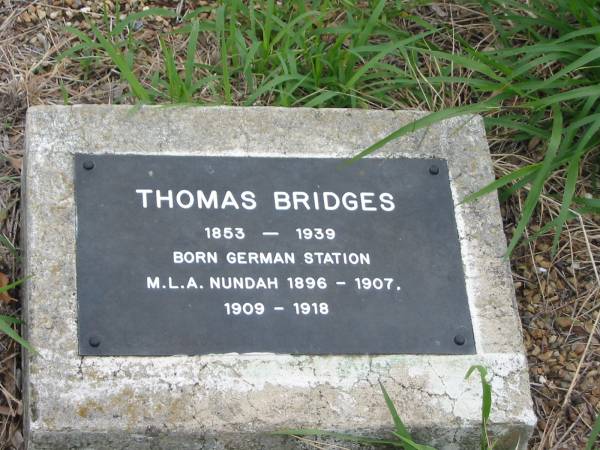 THOMAS BRIDGES
1853 — 1939
BORN GERMAN STATION
M.L.A. NUNDAH 1896 – 1907.
1909 – 1918